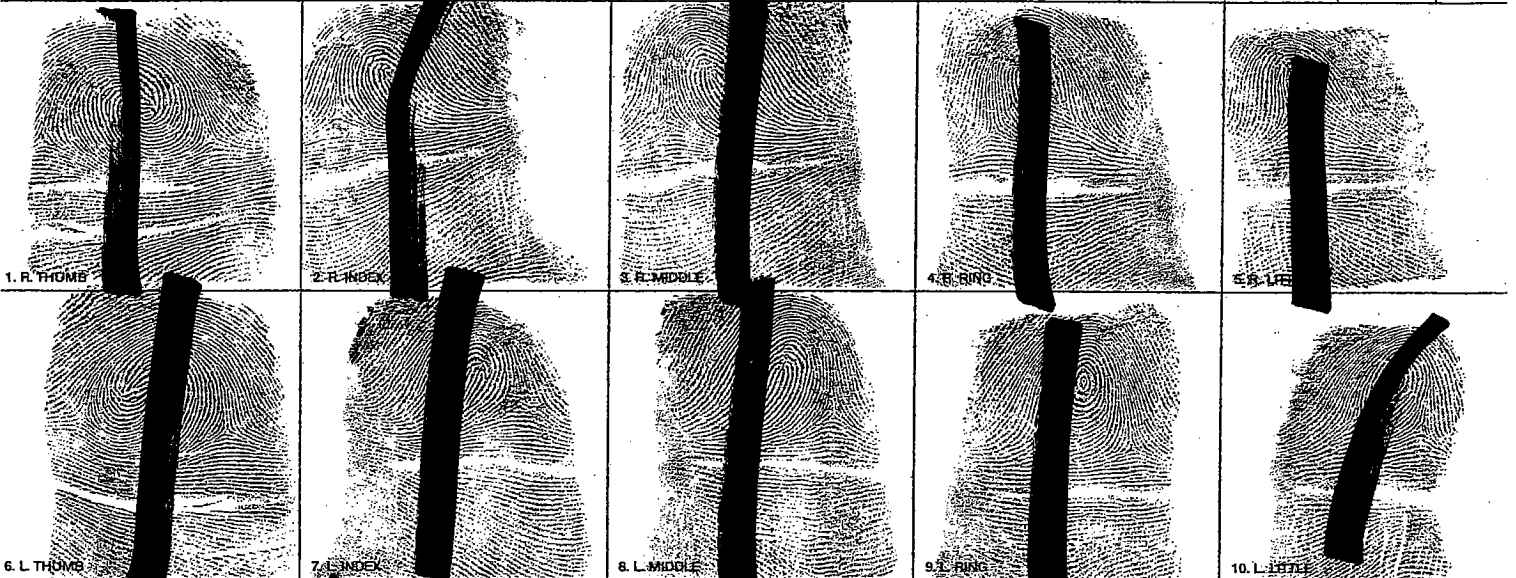 1. R. THUMB
2. R. INDEX
3. R. MIDDLE
4. R. RING
5. R. LITTLE
6. L. THUMB
7. L. INDEX
8. L. MIDDLE
9. L. RING
10. L. LITTLE